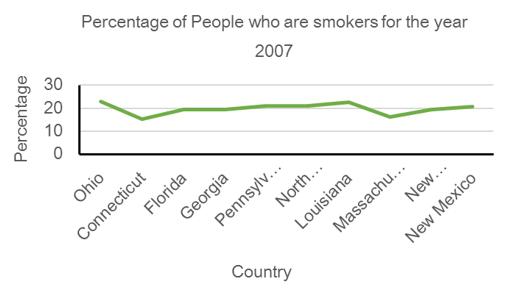 Percentage of People who are smokers for the year
2007
Percentage
30
20
10
0
Ohio
Connecticut
Florida
Georgia
Pennsylv…
North…
Louisiana
Massachu…
New…
New Mexico
Country